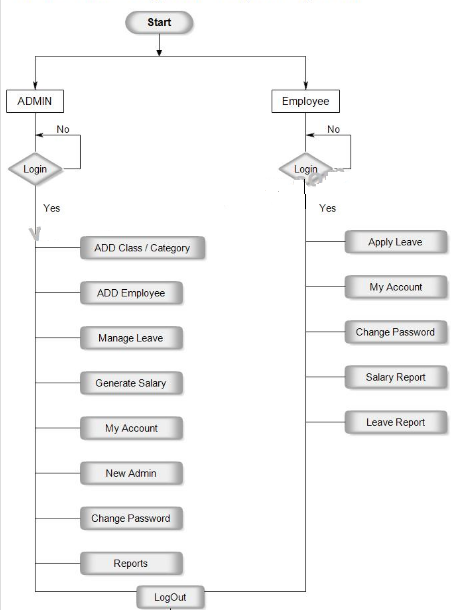 Start
ADMIN
Employee
No
No
Login
Login
Yes
Yes
ADD Class / Category
Apply Leave
ADD Employee
My Account
Manage Leave
Change Password
Generate Salary
Salary Report
My Account
Leave Report
New Admin
Change Password
Reports
LogOut